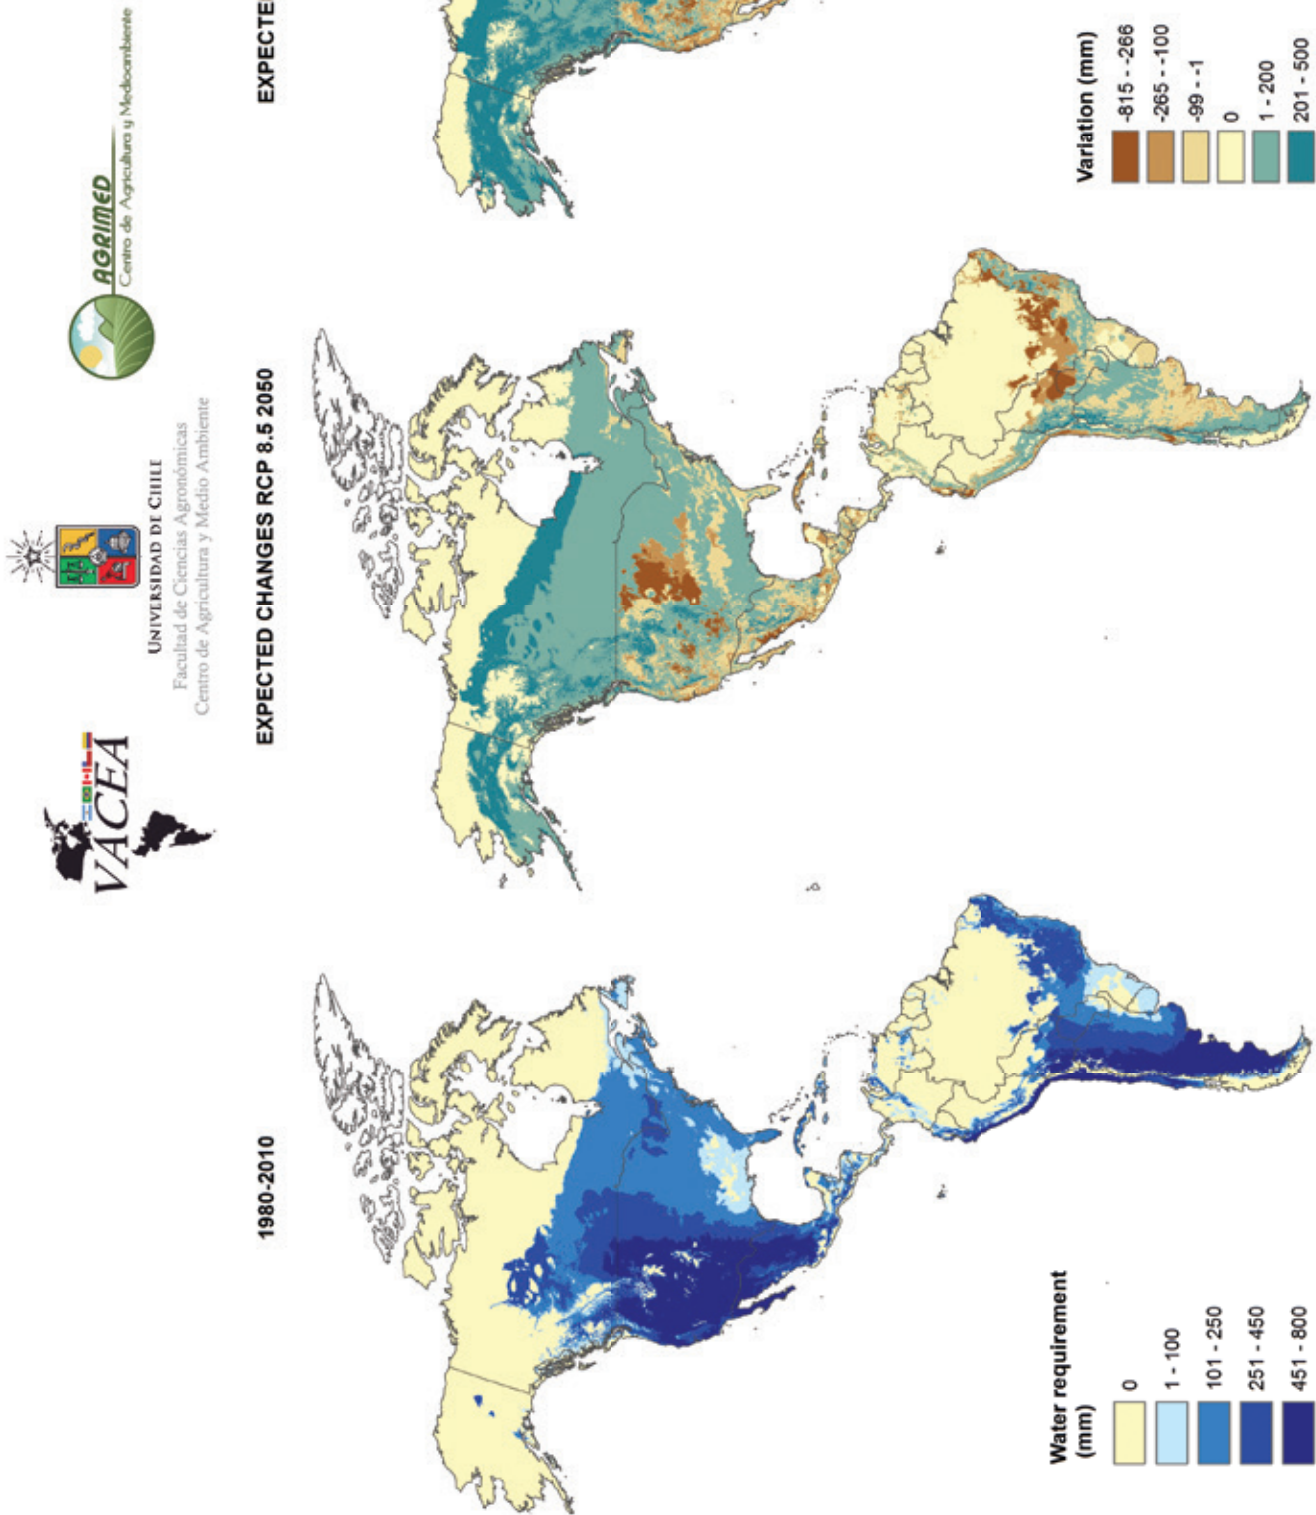 VACEA
UNIVERSIDAD DE CHILE
Facultad de Ciencias Agronómicas
Centro de Agricultura y Medio Ambiente
AGRIMED
Centro de Agricultura y Medioambiente
1980-2010
EXPECTED CHANGES RCP 8.5 2050
EXPECTE
Water requirement
(mm)
0
1 - 100
101 - 250
251 - 450
451 - 800
Variation (mm)
-815 - -266
-265 - -100
-99 - -1
0
1 - 200
201 - 500